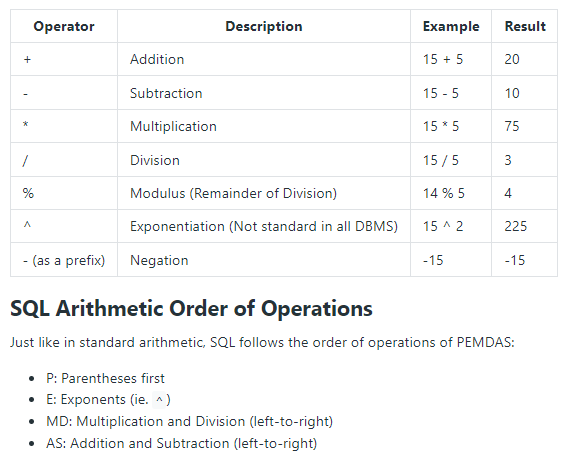 Operator Description Example Result
+ Addition 15 + 5 20
- Subtraction 15 - 5 10
* Multiplication 15 * 5 75
/ Division 15 / 5 3
% Modulus (Remainder of Division) 14 % 5 4
^ Exponentiation (Not standard in all DBMS) 15 ^ 2 225
- (as a prefix) Negation -15 -15
SQL Arithmetic Order of Operations
Just like in standard arithmetic, SQL follows the order of operations of PEMDAS:
• P: Parentheses first
• E: Exponents (ie. ^ )
• MD: Multiplication and Division (left-to-right)
• AS: Addition and Subtraction (left-to-right)